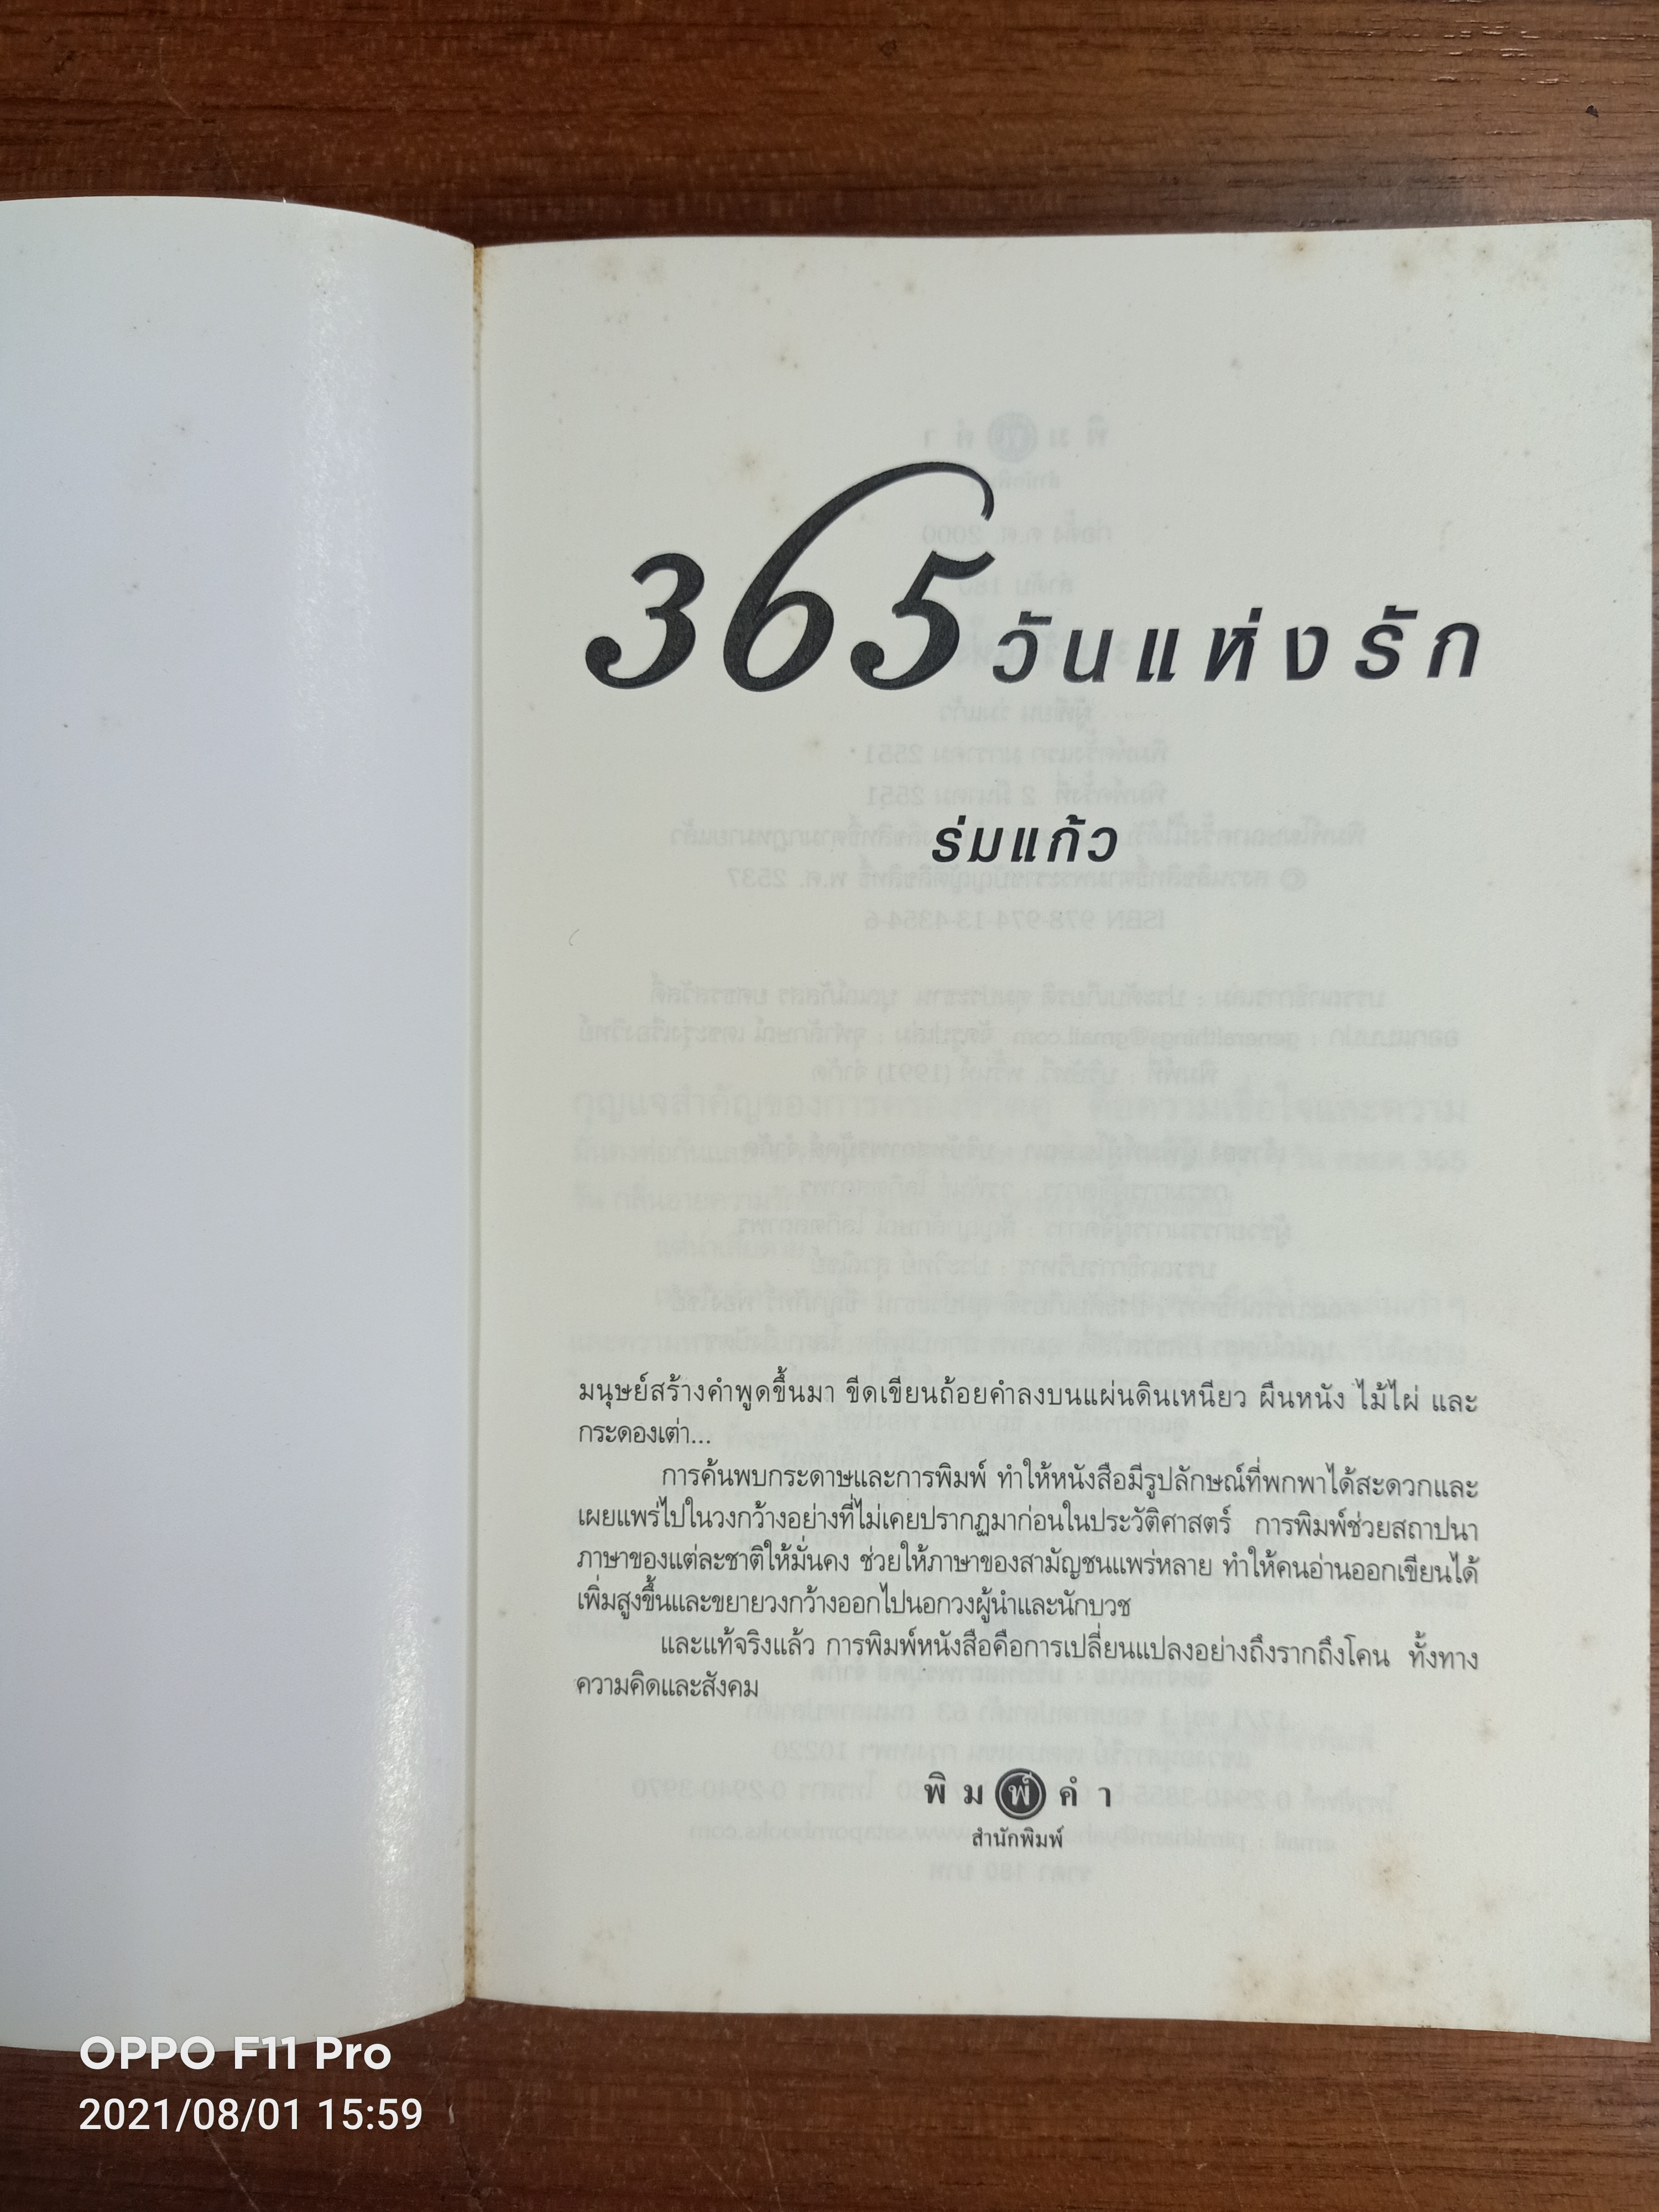 365 วันแห่งรัก
ร่มแก้ว
มนุษย์สร้างคำพูดขึ้นมา ขีดเขียนถ้อยคำลงบนแผ่นดินเหนียว ผืนหนัง ไม้ไผ่ และ
กระดองเต่า...
การค้นพบกระดาษและการพิมพ์ ทำให้หนังสือมีรูปลักษณ์ที่พกพาได้สะดวกและ
เผยแพร่ไปในวงกว้างอย่างที่ไม่เคยปรากฏมาก่อนในประวัติศาสตร์ การพิมพ์ช่วยสถาปนา
ภาษาของแต่ละชาติให้มั่นคง ช่วยให้ภาษาของสามัญชนแพร่หลาย ทำให้คนอ่านออกเขียนได้
เพิ่มสูงขึ้นและขยายวงกว้างออกไปนอกวงผู้นำและนักบวช
และแท้จริงแล้ว การพิมพ์หนังสือคือการเปลี่ยนแปลงอย่างถึงรากถึงโคน ทั้งทาง
ความคิดและสังคม
พิมพ์คำ
สำนักพิมพ์
OPPO F11 Pro
2021/08/01 15:59